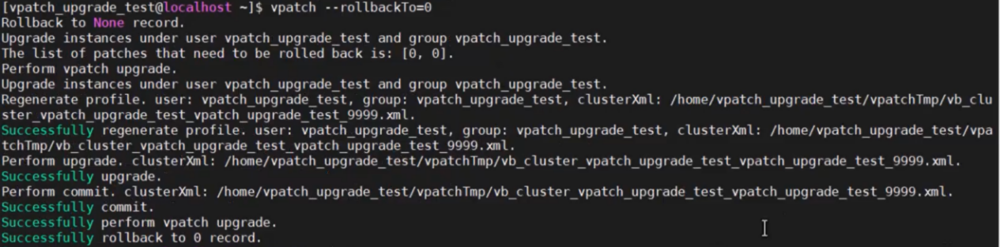 [vpatch_upgrade_test@localhost ~]$ vpatch --rollbackTo=0
Rollback to None record.
Upgrade instances under user vpatch_upgrade_test and group vpatch_upgrade_test.
The list of patches that need to be rolled back is: [0, 0].
Perform vpatch upgrade.
Upgrade instances under user vpatch_upgrade_test and group vpatch_upgrade_test.
Regenerate profile. user: vpatch_upgrade_test, group: vpatch_upgrade_test, clusterXml: /home/vpatch_upgrade_test/vpatchTmp/vb_clu
ster_vpatch_upgrade_test_vpatch_upgrade_test_9999.xml.
Successfully regenerate profile. user: vpatch_upgrade_test, group: vpatch_upgrade_test, clusterXml: /home/vpatch_upgrade_test/vpa
tchTmp/vb_cluster_vpatch_upgrade_test_vpatch_upgrade_test_9999.xml.
Perform upgrade. clusterXml: /home/vpatch_upgrade_test/vpatchTmp/vb_cluster_vpatch_upgrade_test_vpatch_upgrade_test_9999.xml.
Successfully upgrade.
Perform commit. clusterXml: /home/vpatch_upgrade_test/vpatchTmp/vb_cluster_vpatch_upgrade_test_vpatch_upgrade_test_9999.xml.
Successfully commit.
Successfully perform vpatch upgrade.
Successfully rollback to 0 record.